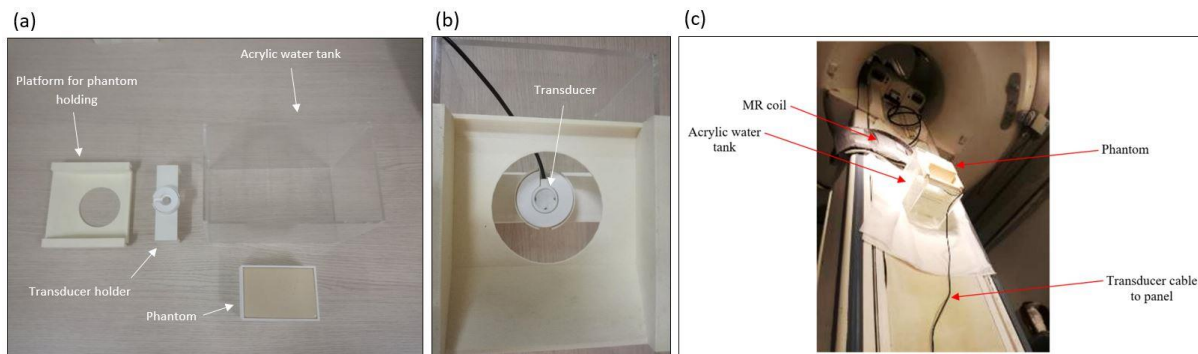 (a)
Acrylic water tank
Platform for phantom
holding
Transducer holder
Phantom
(b)
Transducer
(c)
MR coil
Acrylic water
tank
Phantom
Transducer cable
to panel